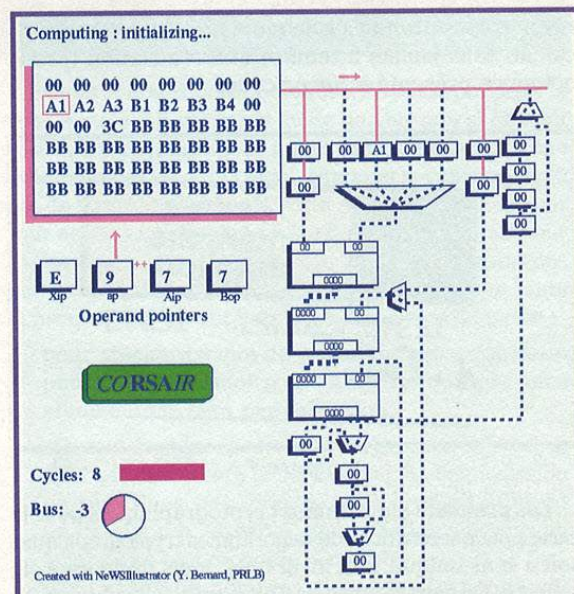 Computing : initializing...
00 00 00 00 00 00 00 00
A1 A2 A3 B1 B2 B3 B4 00
00 00 3C BB BB BB BB BB
BB BB BB BB BB BB BB BB
BB BB BB BB BB BB BB BB
BB BB BB BB BB BB BB BB
00 00 A1 00 00 00 00
00 00 00
00
00
00 00
0000
0000 00
0000
0000 0000
0000
00
00
00
00
E 9 ++ 7 7
Xip ap Aip Bop
Operand pointers
CORSAIR
Cycles: 8
Bus: -3
Created with NeWSIllustrator (Y. Bernard, PRLB)